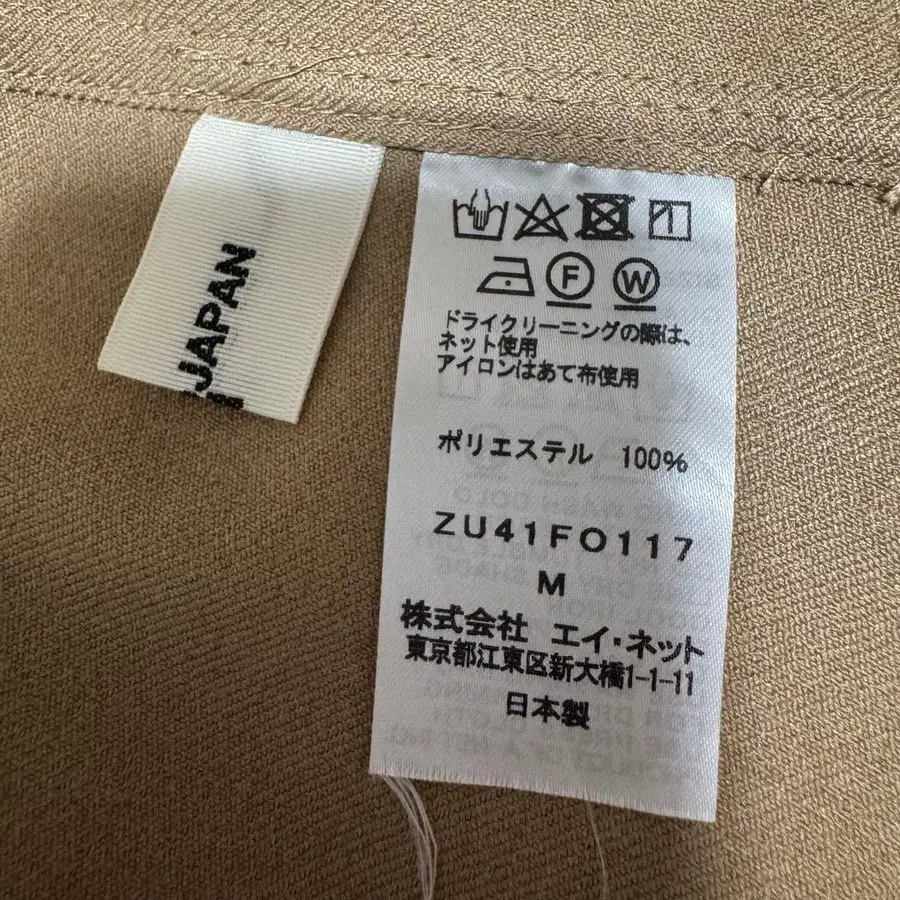 JAPAN
F
W
ドライクリーニングの際は、
ネット使用
アイロンはあて布使用
ポリエステル 100%
ZU41FO117
M
株式会社 エイ・ネット
東京都江東区新大橋1-1-11
日本製